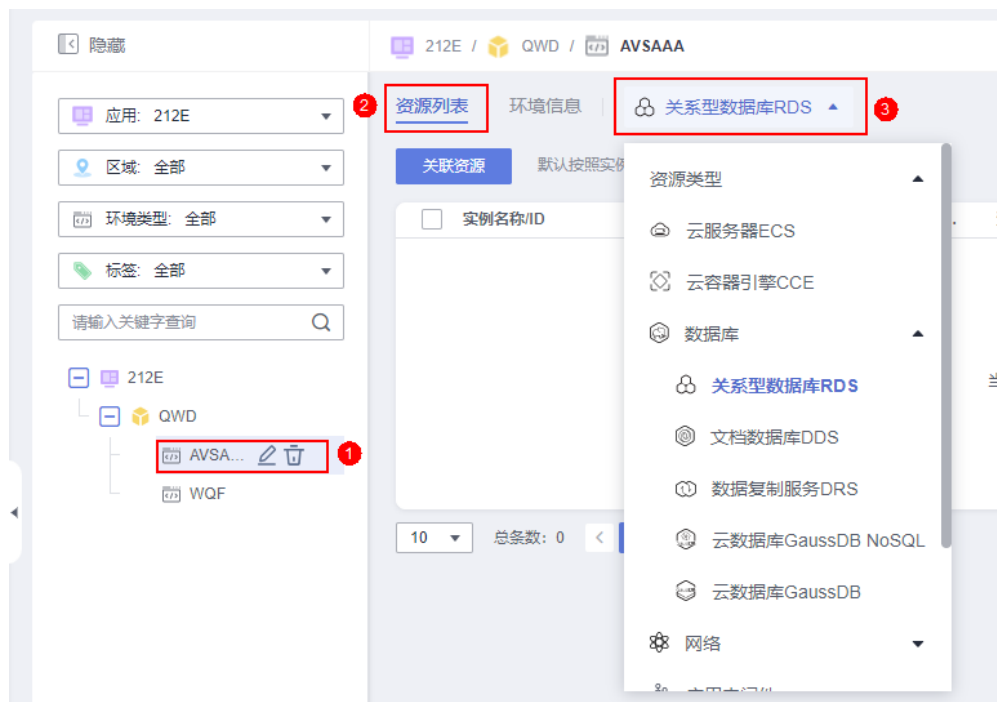 隐藏
应用: 212E
区域: 全部
环境类型: 全部
标签: 全部
请输入关键字查询
212E
QWD
AVSA...
1
WQF
212E / QWD / AVSAAA
2
资源列表
环境信息
关系型数据库RDS
3
关联资源
默认按照实例
实例名称/ID
资源类型
云服务器ECS
云容器引擎CCE
数据库
关系型数据库RDS
文档数据库DDS
数据复制服务DRS
云数据库GaussDB NoSQL
云数据库GaussDB
网络
10
总条数: 0